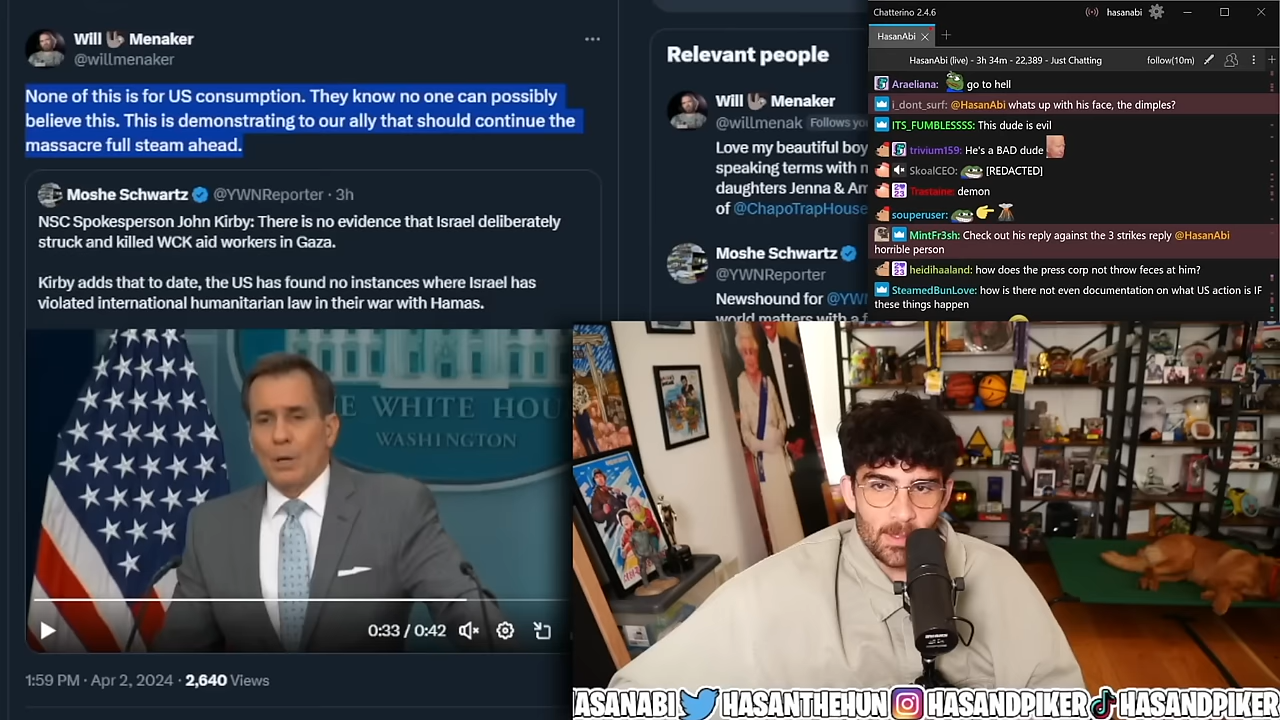 Will Menaker
@willmenaker
None of this is for US consumption. They know no one can possibly
believe this. This is demonstrating to our ally that should continue the
massacre full steam ahead.
Moshe Schwartz @YWNReporter · 3h
NSC Spokesperson John Kirby: There is no evidence that Israel deliberately
struck and killed WCK aid workers in Gaza.
Kirby adds that to date, the US has found no instances where Israel has
violated international humanitarian law in their war with Hamas.
E WHITE HOU
WASHINGTON
0:33 / 0:42
1:59 PM · Apr 2, 2024 · 2,640 Views
Relevant people
Will Menaker
@willmenak Follows yo
Love my beautiful boy
speaking terms with m
daughters Jenna & Am
of @ChapoTrapHouse
Moshe Schwartz
@YWNReporter
Newshound for @YWN
world matters with a f
Chatterino 2.4.6
hasanabi
HasanAbi
HasanAbi (live) - 3h 34m - 22,389 - Just Chatting
follow(10m)
Araeliana: go to hell
i_dont_surf: @HasanAbi whats up with his face, the dimples?
ITS_FUMBLESSSS: This dude is evil
trivium159: He's a BAD dude
SkoalCEO: [REDACTED]
Trastaine: demon
souperuser:
MintFr3sh: Check out his reply against the 3 strikes reply @HasanAbi
horrible person
heidihaaland: how does the press corp not throw feces at him?
SteamedBunLove: how is there not even documentation on what US action is IF
these things happen
ASANABI HASANTHEHUN HASANDPIKER HASANDPIKER